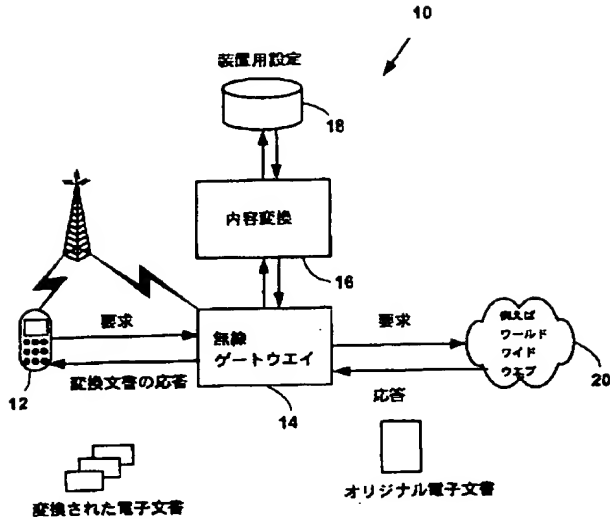 10
装置用設定
18
内容変換
16
要求
変換文書の応答
12
無線
ゲートウエイ
14
要求
応答
例えば
ワールド
ワイド
ウエブ
20
変換された電子文書
オリジナル電子文書